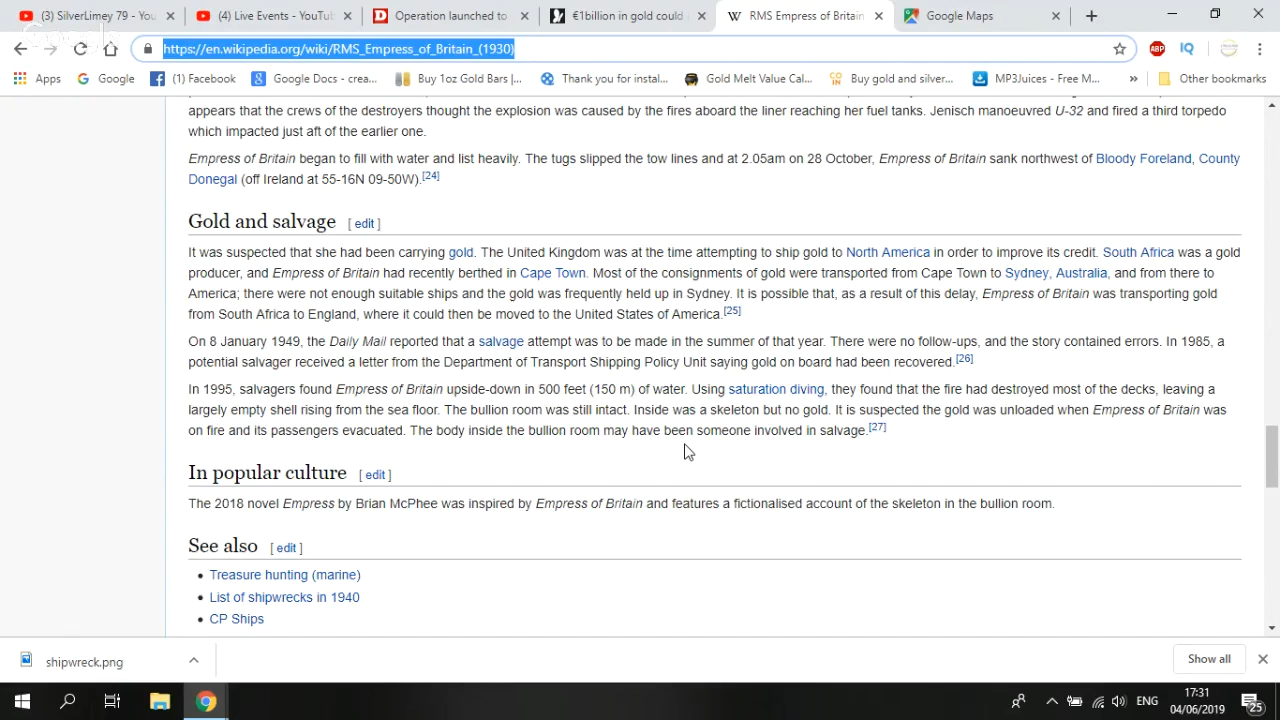 (3) SilverLimey 79 - You
(4) Live Events - YouTub
Operation launched to
€1billion in gold could
RMS Empress of Britain
Google Maps
https://en.wikipedia.org/wiki/RMS_Empress_of_Britain_(1930)
ABP
IQ
Apps
Google
(1) Facebook
Google Docs - crea...
Buy 1oz Gold Bars |...
Thank you for instal...
Gold Melt Value Cal...
Buy gold and silver...
MP3Juices - Free M...
»
Other bookmarks
appears that the crews of the destroyers thought the explosion was caused by the fires aboard the liner reaching her fuel tanks. Jenisch manoeuvred U-32 and fired a third torpedo
which impacted just aft of the earlier one.
Empress of Britain began to fill with water and list heavily. The tugs slipped the tow lines and at 2.05am on 28 October, Empress of Britain sank northwest of Bloody Foreland, County
Donegal (off Ireland at 55-16N 09-50W).[24]
Gold and salvage [ edit ]
It was suspected that she had been carrying gold. The United Kingdom was at the time attempting to ship gold to North America in order to improve its credit. South Africa was a gold
producer, and Empress of Britain had recently berthed in Cape Town. Most of the consignments of gold were transported from Cape Town to Sydney, Australia, and from there to
America; there were not enough suitable ships and the gold was frequently held up in Sydney. It is possible that, as a result of this delay, Empress of Britain was transporting gold
from South Africa to England, where it could then be moved to the United States of America.[25]
On 8 January 1949, the Daily Mail reported that a salvage attempt was to be made in the summer of that year. There were no follow-ups, and the story contained errors. In 1985, a
potential salvager received a letter from the Department of Transport Shipping Policy Unit saying gold on board had been recovered.[26]
In 1995, salvagers found Empress of Britain upside-down in 500 feet (150 m) of water. Using saturation diving, they found that the fire had destroyed most of the decks, leaving a
largely empty shell rising from the sea floor. The bullion room was still intact. Inside was a skeleton but no gold. It is suspected the gold was unloaded when Empress of Britain was
on fire and its passengers evacuated. The body inside the bullion room may have been someone involved in salvage.[27]
In popular culture [ edit ]
The 2018 novel Empress by Brian McPhee was inspired by Empress of Britain and features a fictionalised account of the skeleton in the bullion room.
See also [ edit ]
• Treasure hunting (marine)
• List of shipwrecks in 1940
• CP Ships
shipwreck.png
Show all
ENG
17:31
04/06/2019
25